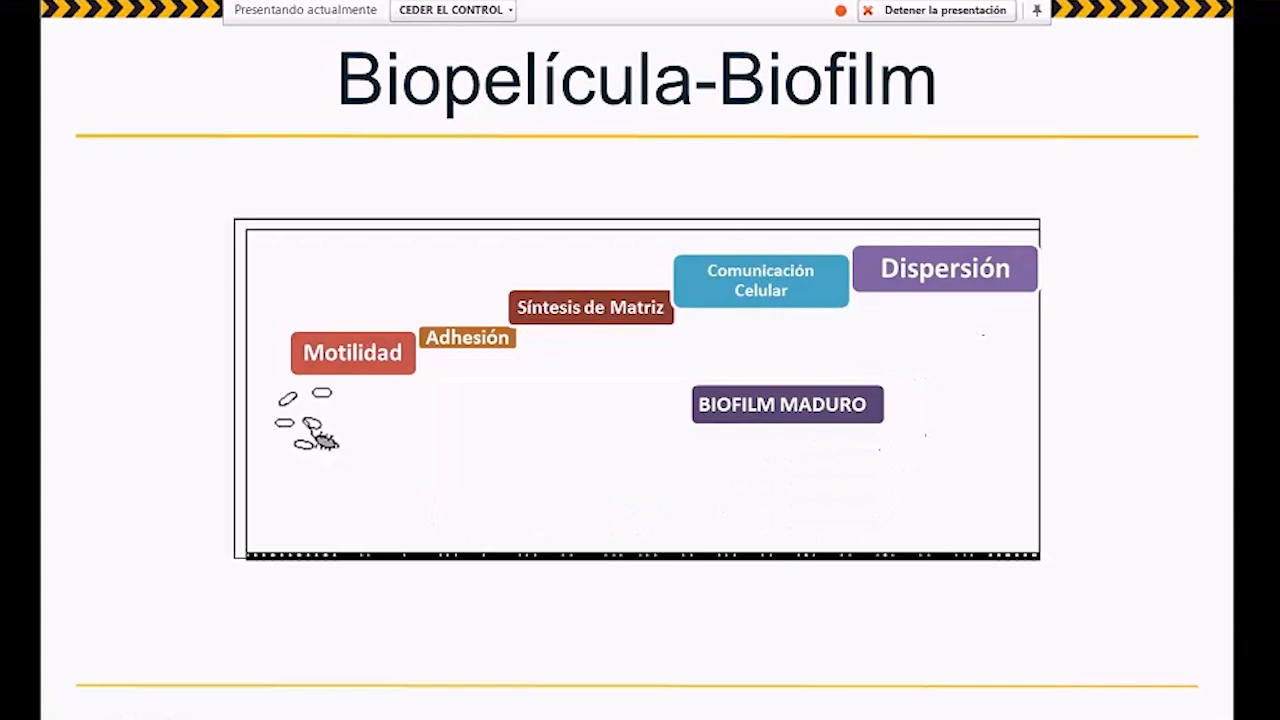 Presentando actualmente
CEDER EL CONTROL
Detener la presentación
Biopelícula-Biofilm
Dispersión
Comunicación
Celular
Síntesis de Matriz
Adhesión
Motilidad
BIOFILM MADURO